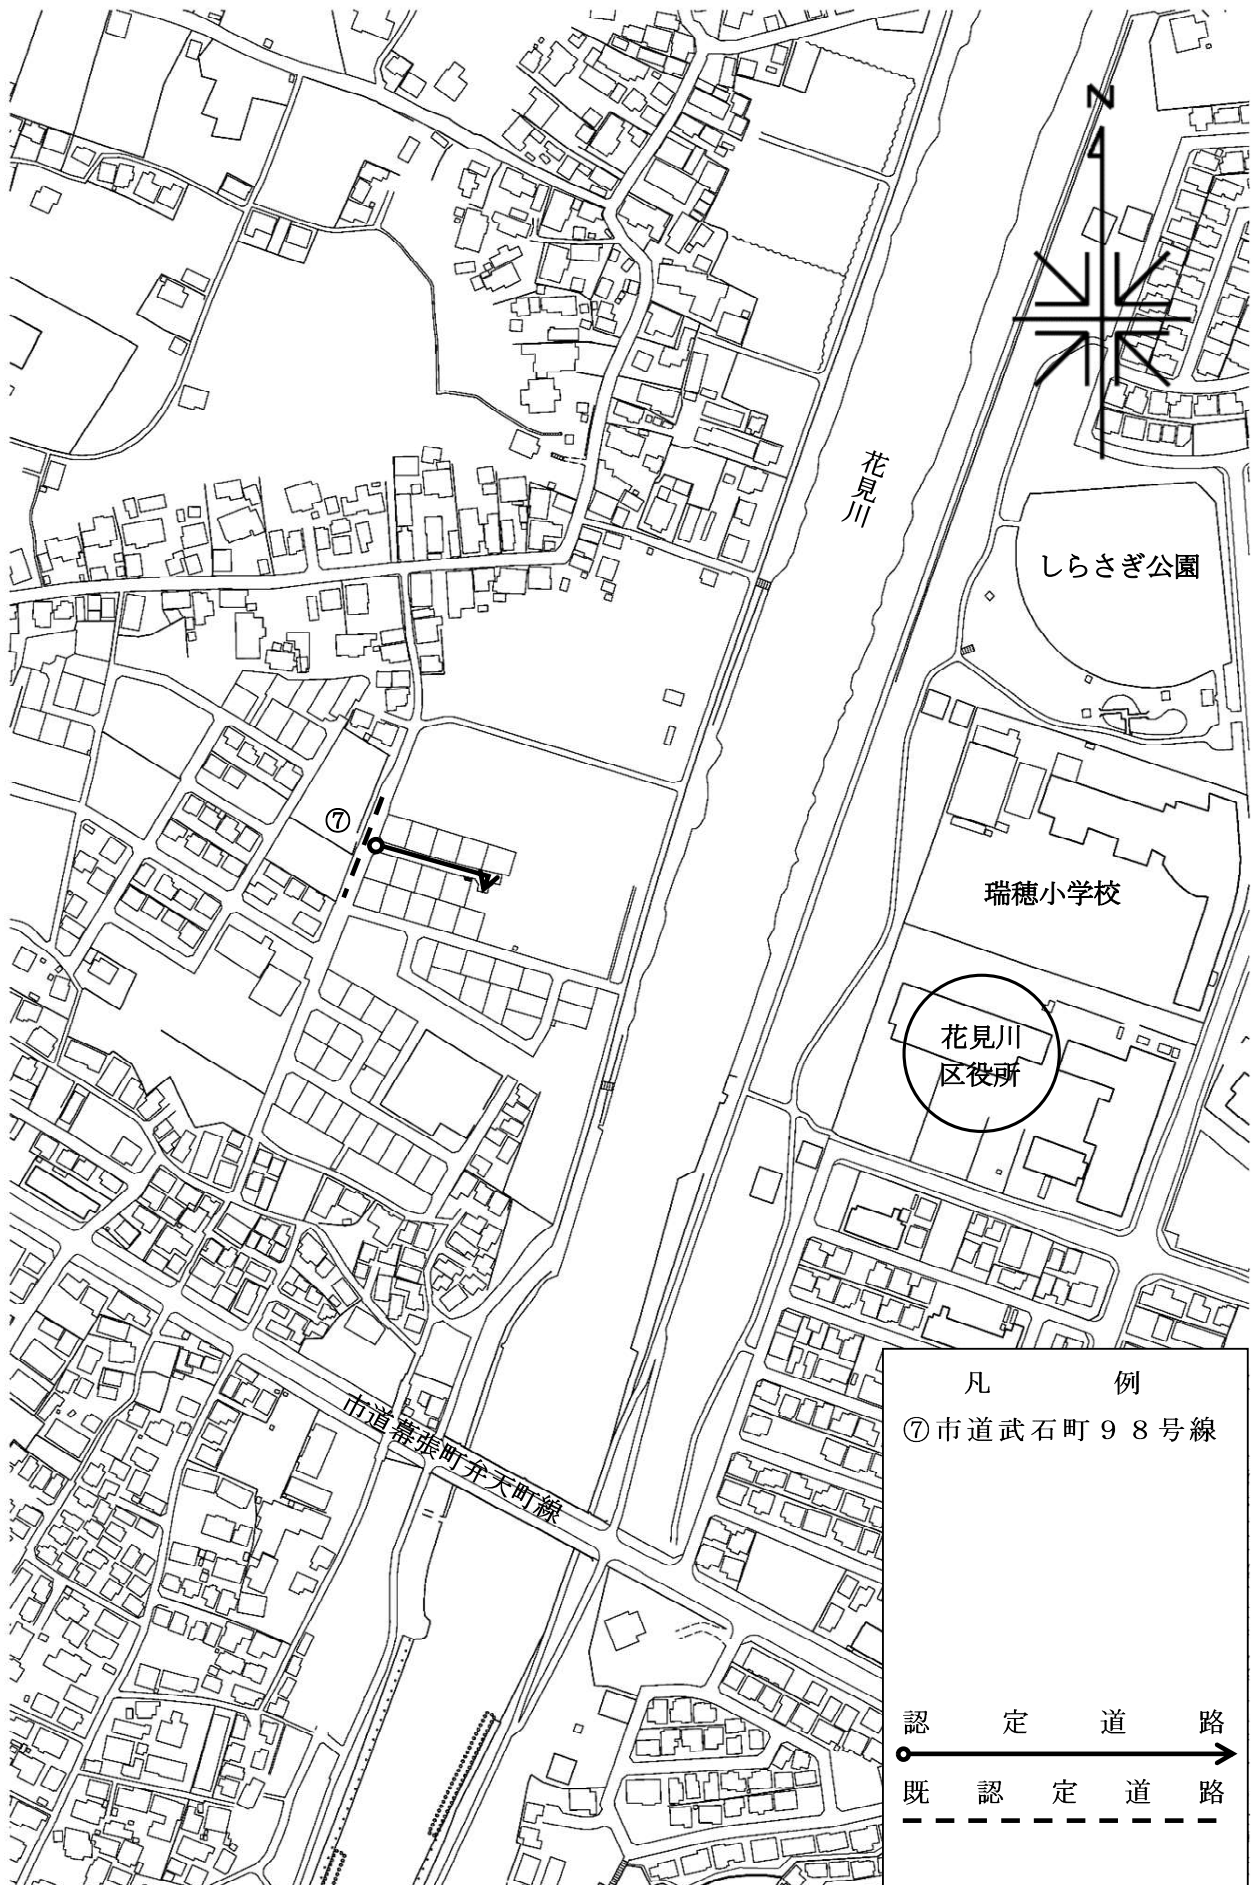 N
花見川
しらさぎ公園
⑦
瑞穂小学校
花見川
区役所
市道幕張町弁天町線
凡 例
⑦市道武石町98号線
認定道路
既認定道路